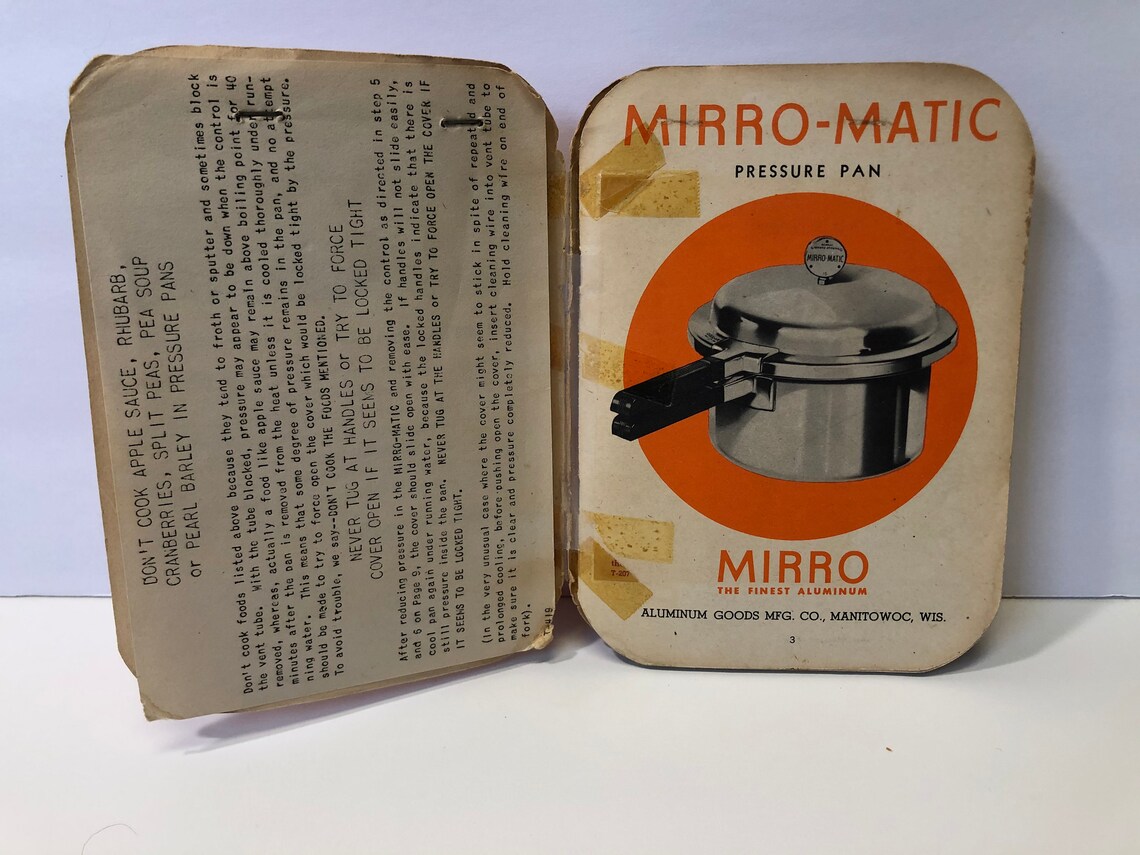 DON'T COOK APPLE SAUCE, RHUBARB,
CRANBERRIES, SPLIT PEAS, PEA SOUP
or PEARL BARLEY IN PRESSURE PANS
Don't cook foods listed above because they tend to froth or sputter and sometimes block
the vent tube. With the tube blocked, pressure may appear to be down when the control is
removed, whereas, actually a food like apple sauce may remain above boiling point for 40
minutes after the pan is removed from the heat unless it is cooled thoroughly under run-
ning water. This means that some degree of pressure remains in the pan, and no attempt
should be made to try to force open the cover which would be locked tight by the pressure.
To avoid trouble, we say--DON'T COOK THE FOODS MENTIONED.
NEVER TUG AT HANDLES or TRY TO FORCE
COVER OPEN IF IT SEEMS TO BE LOCKED TIGHT
After reducing pressure in the MIRRO-MATIC and removing the control as directed in step 5
and 6 on Page 9, the cover should slide open with ease. If handles will not slide easily,
cool pan again under running water, because the locked handles indicate that there is
still pressure inside the pan. NEVER TUG AT THE HANDLES or TRY TO FORCE OPEN THE COVER IF
IT SEEMS TO BE LOCKED TIGHT.
(In the very unusual case where the cover might seem to stick in spite of repeated and
prolonged cooling, before pushing open the cover, insert cleaning wire into vent tube to
make sure it is clear and pressure completely reduced. Hold cleaning wire on end of
fork).
MIRRO-MATIC
PRESSURE PAN
MIRRO-MATIC
MIRRO
THE FINEST ALUMINUM
ALUMINUM GOODS MFG. CO., MANITOWOC, WIS.
3